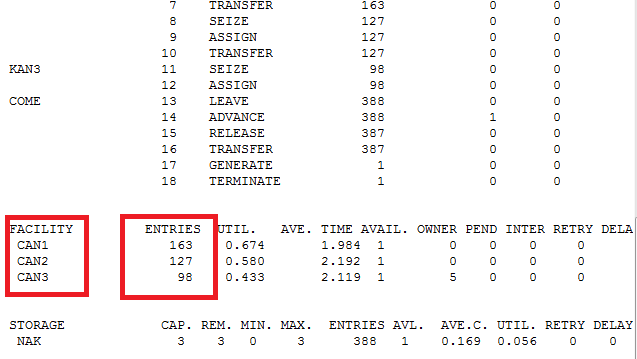 7 TRANSFER 163 0 0
8 SEIZE 127 0 0
9 ASSIGN 127 0 0
10 TRANSFER 127 0 0
KAN3 11 SEIZE 98 0 0
12 ASSIGN 98 0 0
COME 13 LEAVE 388 0 0
14 ADVANCE 388 1 0
15 RELEASE 387 0 0
16 TRANSFER 387 0 0
17 GENERATE 1 0 0
18 TERMINATE 1 0 0
FACILITY ENTRIES UTIL. AVE. TIME AVAIL. OWNER PEND INTER RETRY DELA
CAN1 163 0.674 1.984 1 0 0 0 0
CAN2 127 0.580 2.192 1 0 0 0 0
CAN3 98 0.433 2.119 1 5 0 0 0
STORAGE CAP. REM. MIN. MAX. ENTRIES AVL. AVE.C. UTIL. RETRY DELAY
NAK 3 3 0 3 388 1 0.169 0.056 0 0